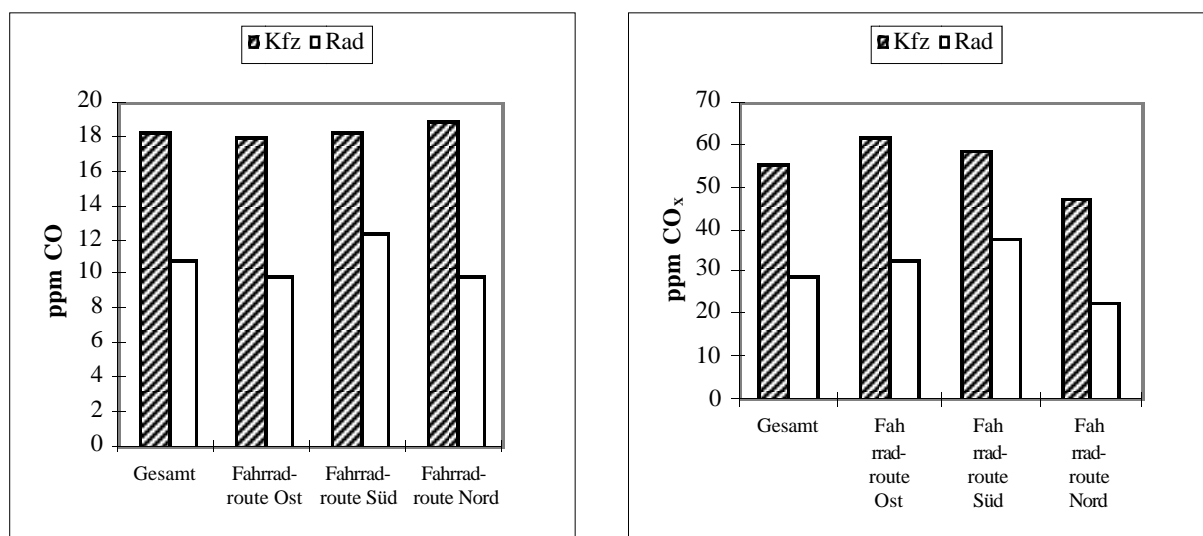 Kfz Rad
20
18
16
14
12
10
8
6
4
2
0
ppm CO
Gesamt Fahrrad- Fahrrad- Fahrrad-
route Ost route Süd route Nord
Kfz Rad
70
60
50
40
30
20
10
0
ppm COx
Gesamt Fah Fah Fah
rrad- rrad- rrad-
route route route
Ost Süd Nord